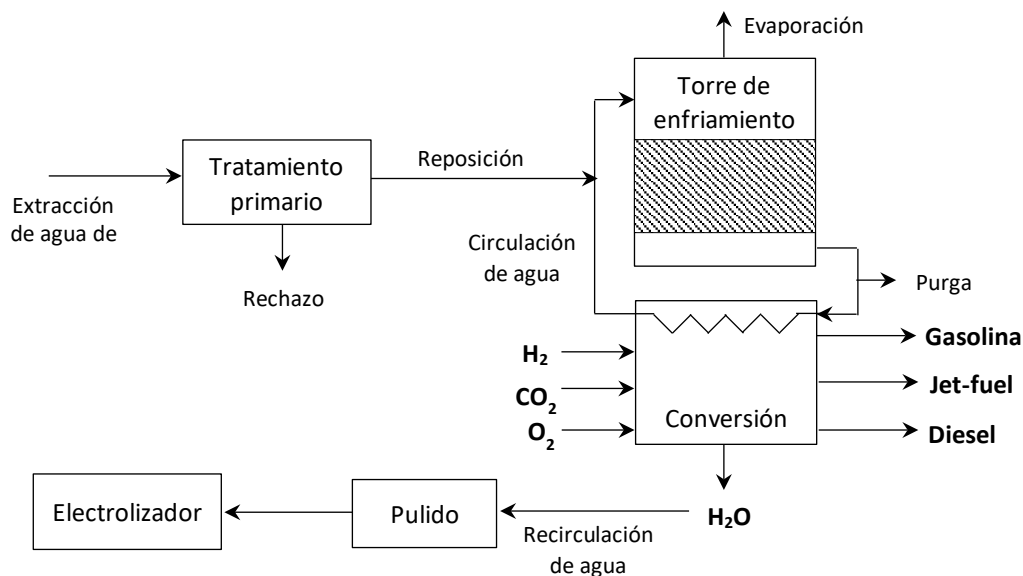 Evaporación
Torre de
enfriamiento
Tratamiento
primario
Reposición
Extracción
de agua de
Rechazo
Circulación
de agua
Purga
H₂
CO₂
O₂
Conversión
Gasolina
Jet-fuel
Diesel
H₂O
Recirculación
de agua
Pulido
Electrolizador